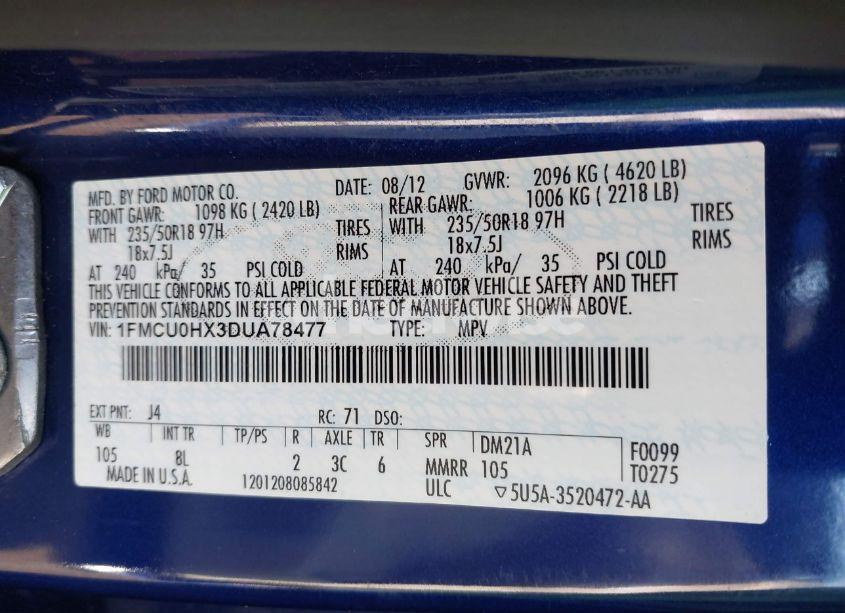 MFD. BY FORD MOTOR CO. DATE: 08/12 GVWR: 2096 KG ( 4620 LB)
FRONT GAWR: 1098 KG ( 2420 LB) REAR GAWR: 1006 KG ( 2218 LB)
WITH 235/50R18 97H TIRES WITH 235/50R18 97H TIRES
18x7.5J RIMS 18x7.5J RIMS
AT 240 kPa/ 35 PSI COLD AT 240 kPa/ 35 PSI COLD
THIS VEHICLE CONFORMS TO ALL APPLICABLE FEDERAL MOTOR VEHICLE SAFETY AND THEFT
PREVENTION STANDARDS IN EFFECT ON THE DATE OF MANUFACTURE SHOWN ABOVE.
VIN: 1FMCU0HX3DUA78477 TYPE: MPV
EXT PNT: J4 RC: 71 DSO:
WB INT TR TP/PS R AXLE TR SPR DM21A F0099
105 8L 2 3C 6 MMRR 105 T0275
MADE IN U.S.A. 1201208085842 ULC ▽5U5A-3520472-AA